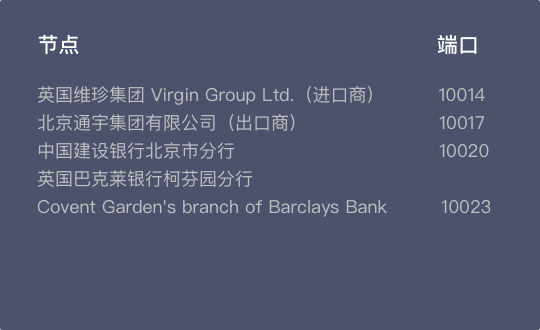 节点 端口
英国维珍集团 Virgin Group Ltd.（进口商） 10014
北京通宇集团有限公司（出口商） 10017
中国建设银行北京市分行 10020
英国巴克莱银行柯芬园分行
Covent Garden's branch of Barclays Bank 10023